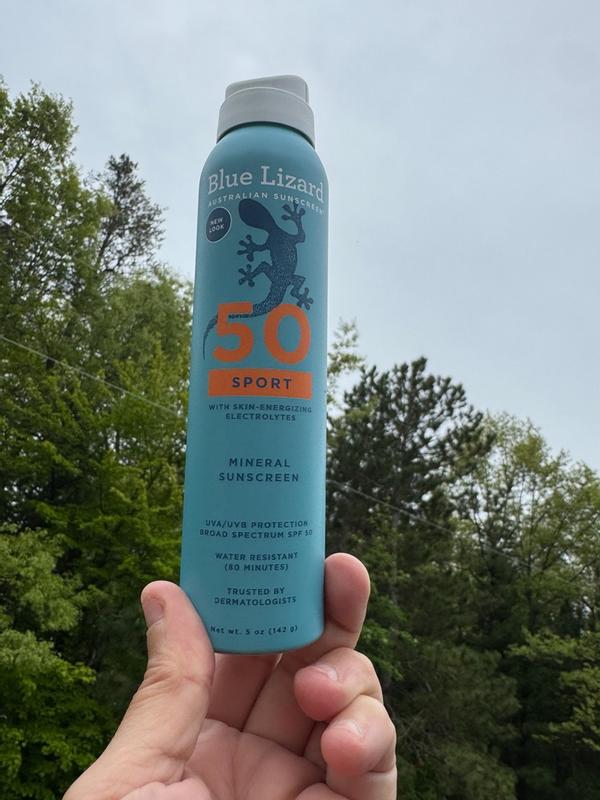 Blue Lizard
AUSTRALIAN SUNSCREEN
NEW
LOOK
50
SPORT
WITH SKIN-ENERGIZING
ELECTROLYTES
MINERAL
SUNSCREEN
UVA/UVB PROTECTION
BROAD SPECTRUM SPF 50
WATER RESISTANT
(80 MINUTES)
TRUSTED BY
DERMATOLOGISTS
Net wt. 5 oz (142 g)